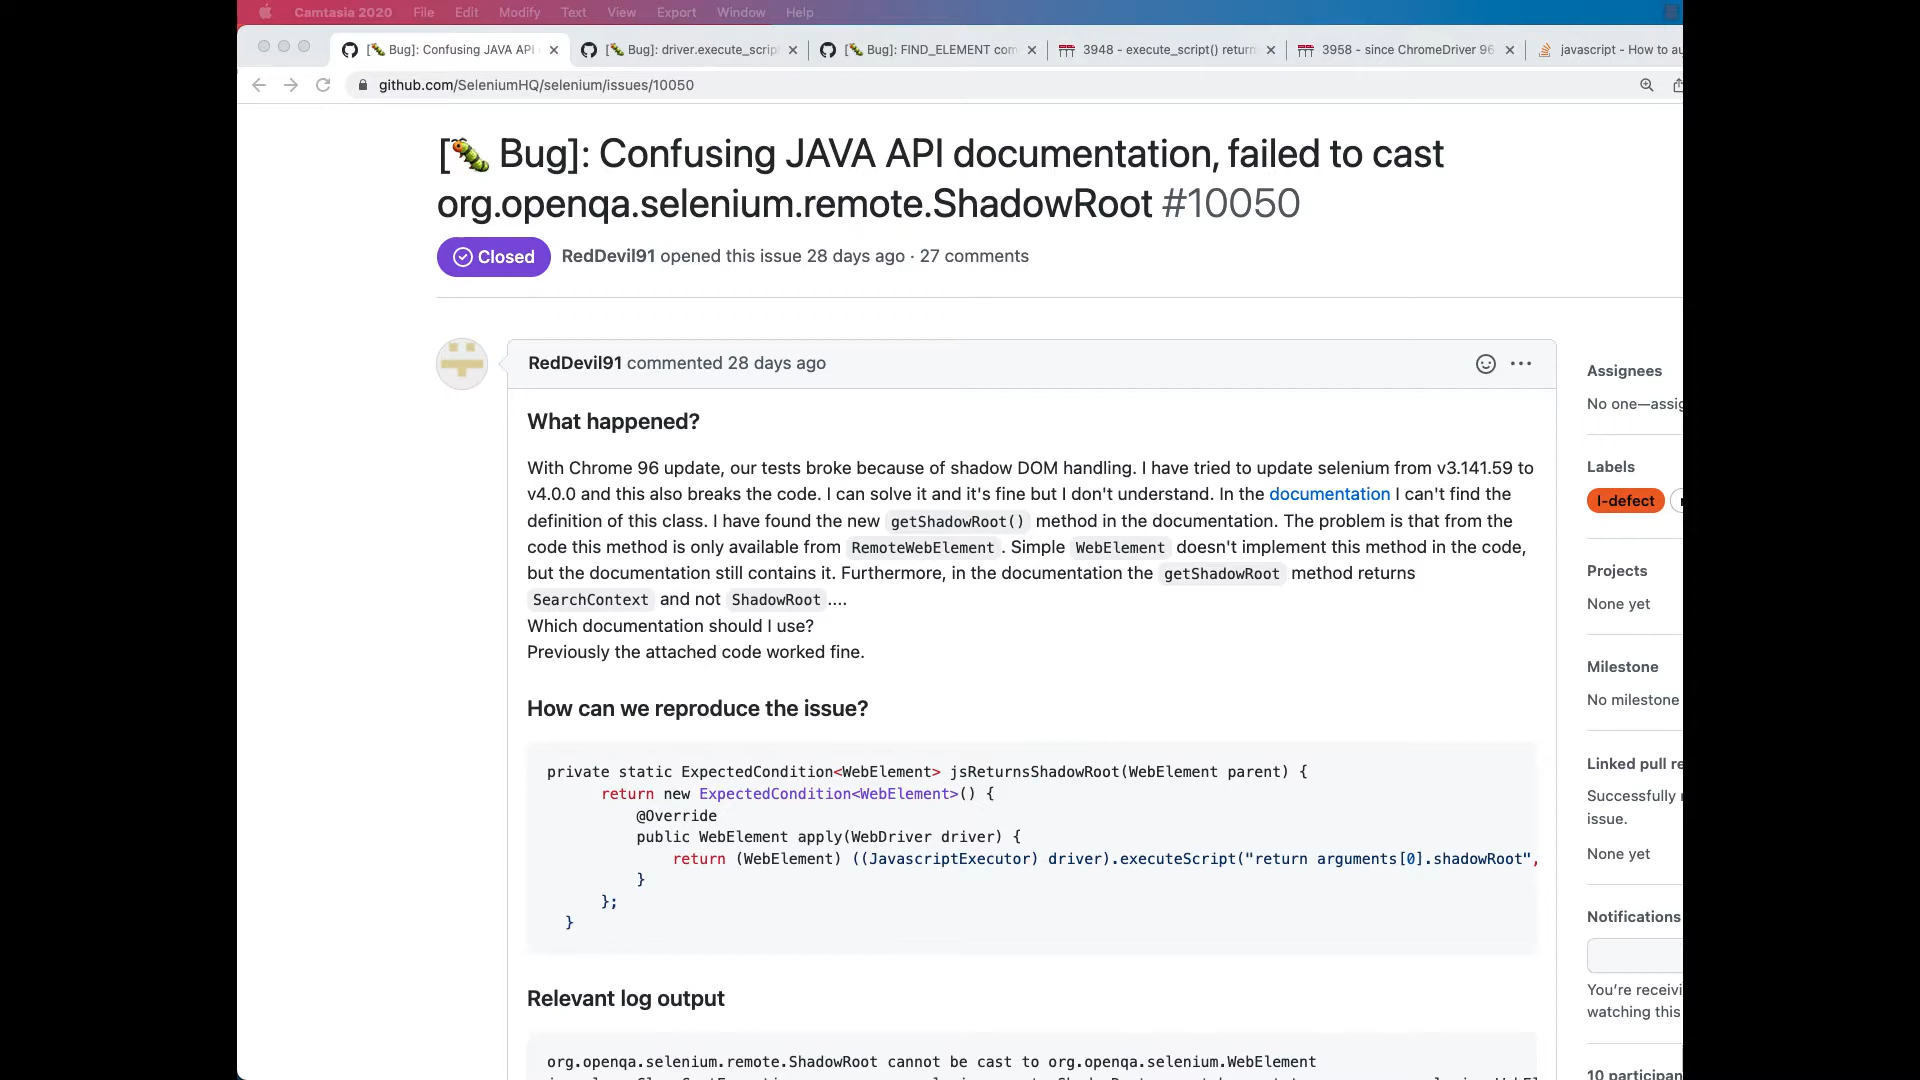 Camtasia 2020 File Edit Modify Text View Export Window Help
[🐛 Bug]: Confusing JAVA API [🐛 Bug]: driver.execute_scrip [🐛 Bug]: FIND_ELEMENT com 3948 - execute_script() return 3958 - since ChromeDriver 96 javascript - How to au
github.com/SeleniumHQ/selenium/issues/10050
[🐛 Bug]: Confusing JAVA API documentation, failed to cast
org.openqa.selenium.remote.ShadowRoot #10050
Closed RedDevil91 opened this issue 28 days ago · 27 comments
RedDevil91 commented 28 days ago
What happened?
With Chrome 96 update, our tests broke because of shadow DOM handling. I have tried to update selenium from v3.141.59 to
v4.0.0 and this also breaks the code. I can solve it and it's fine but I don't understand. In the documentation I can't find the
definition of this class. I have found the new getShadowRoot() method in the documentation. The problem is that from the
code this method is only available from RemoteWebElement. Simple WebElement doesn't implement this method in the code,
but the documentation still contains it. Furthermore, in the documentation the getShadowRoot method returns
SearchContext and not ShadowRoot....
Which documentation should I use?
Previously the attached code worked fine.
How can we reproduce the issue?
private static ExpectedCondition<WebElement> jsReturnsShadowRoot(WebElement parent) {
return new ExpectedCondition<WebElement>() {
@Override
public WebElement apply(WebDriver driver) {
return (WebElement) ((JavascriptExecutor) driver).executeScript("return arguments[0].shadowRoot",
}
};
}
Relevant log output
org.openqa.selenium.remote.ShadowRoot cannot be cast to org.openqa.selenium.WebElement
Assignees
No one—assig
Labels
I-defect
Projects
None yet
Milestone
No milestone
Linked pull re
Successfully
issue.
None yet
Notifications
You're receivi
watching this
10 participan